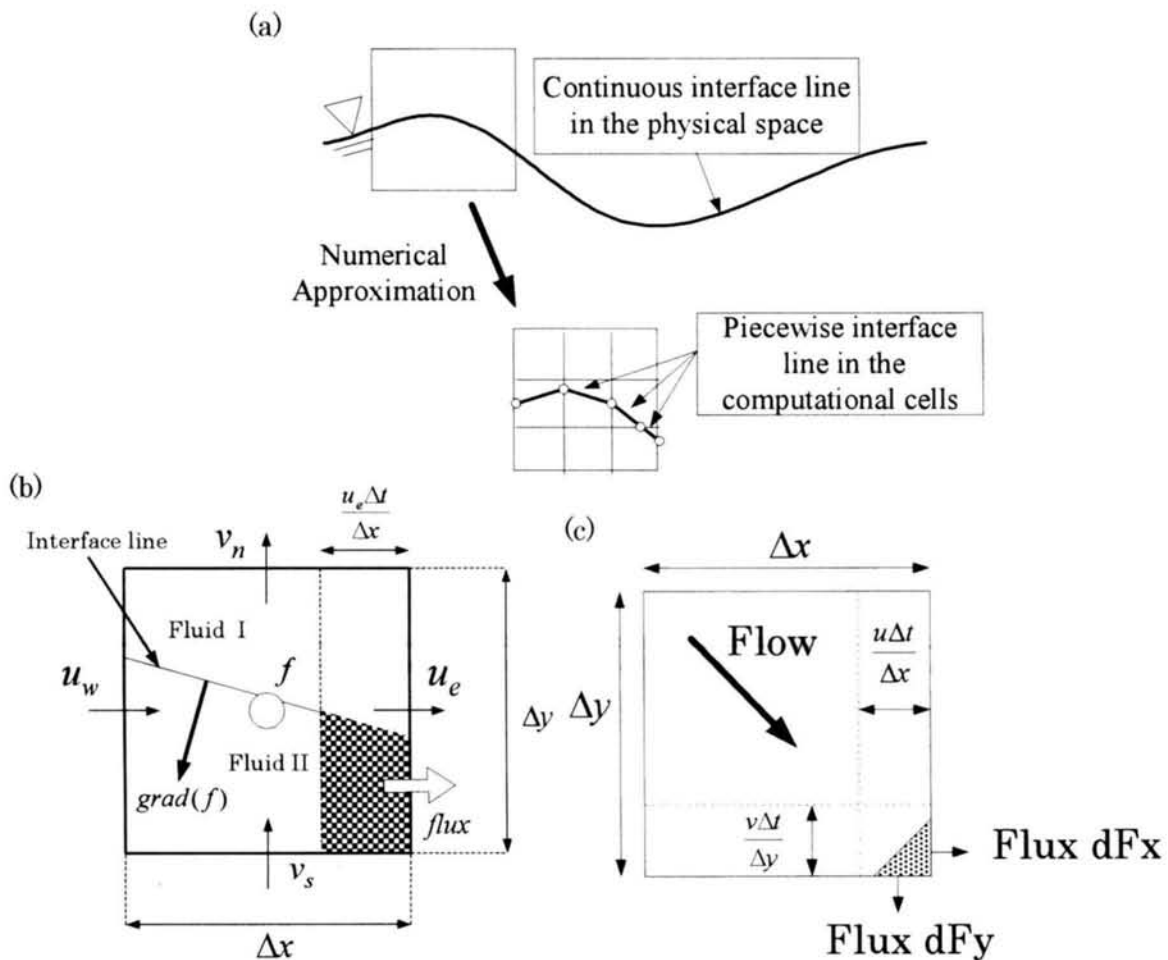 (a)
Continuous interface line
in the physical space
Numerical
Approximation
Piecewise interface
line in the
computational cells
(b)
u_eΔt
Δx
Interface line
v_n
Fluid I
f
u_w
u_e
Δy
Fluid II
grad(f)
flux
v_s
Δx
(c)
Δx
Flow
uΔt
Δx
Δy
vΔt
Δy
Flux dFx
Flux dFy